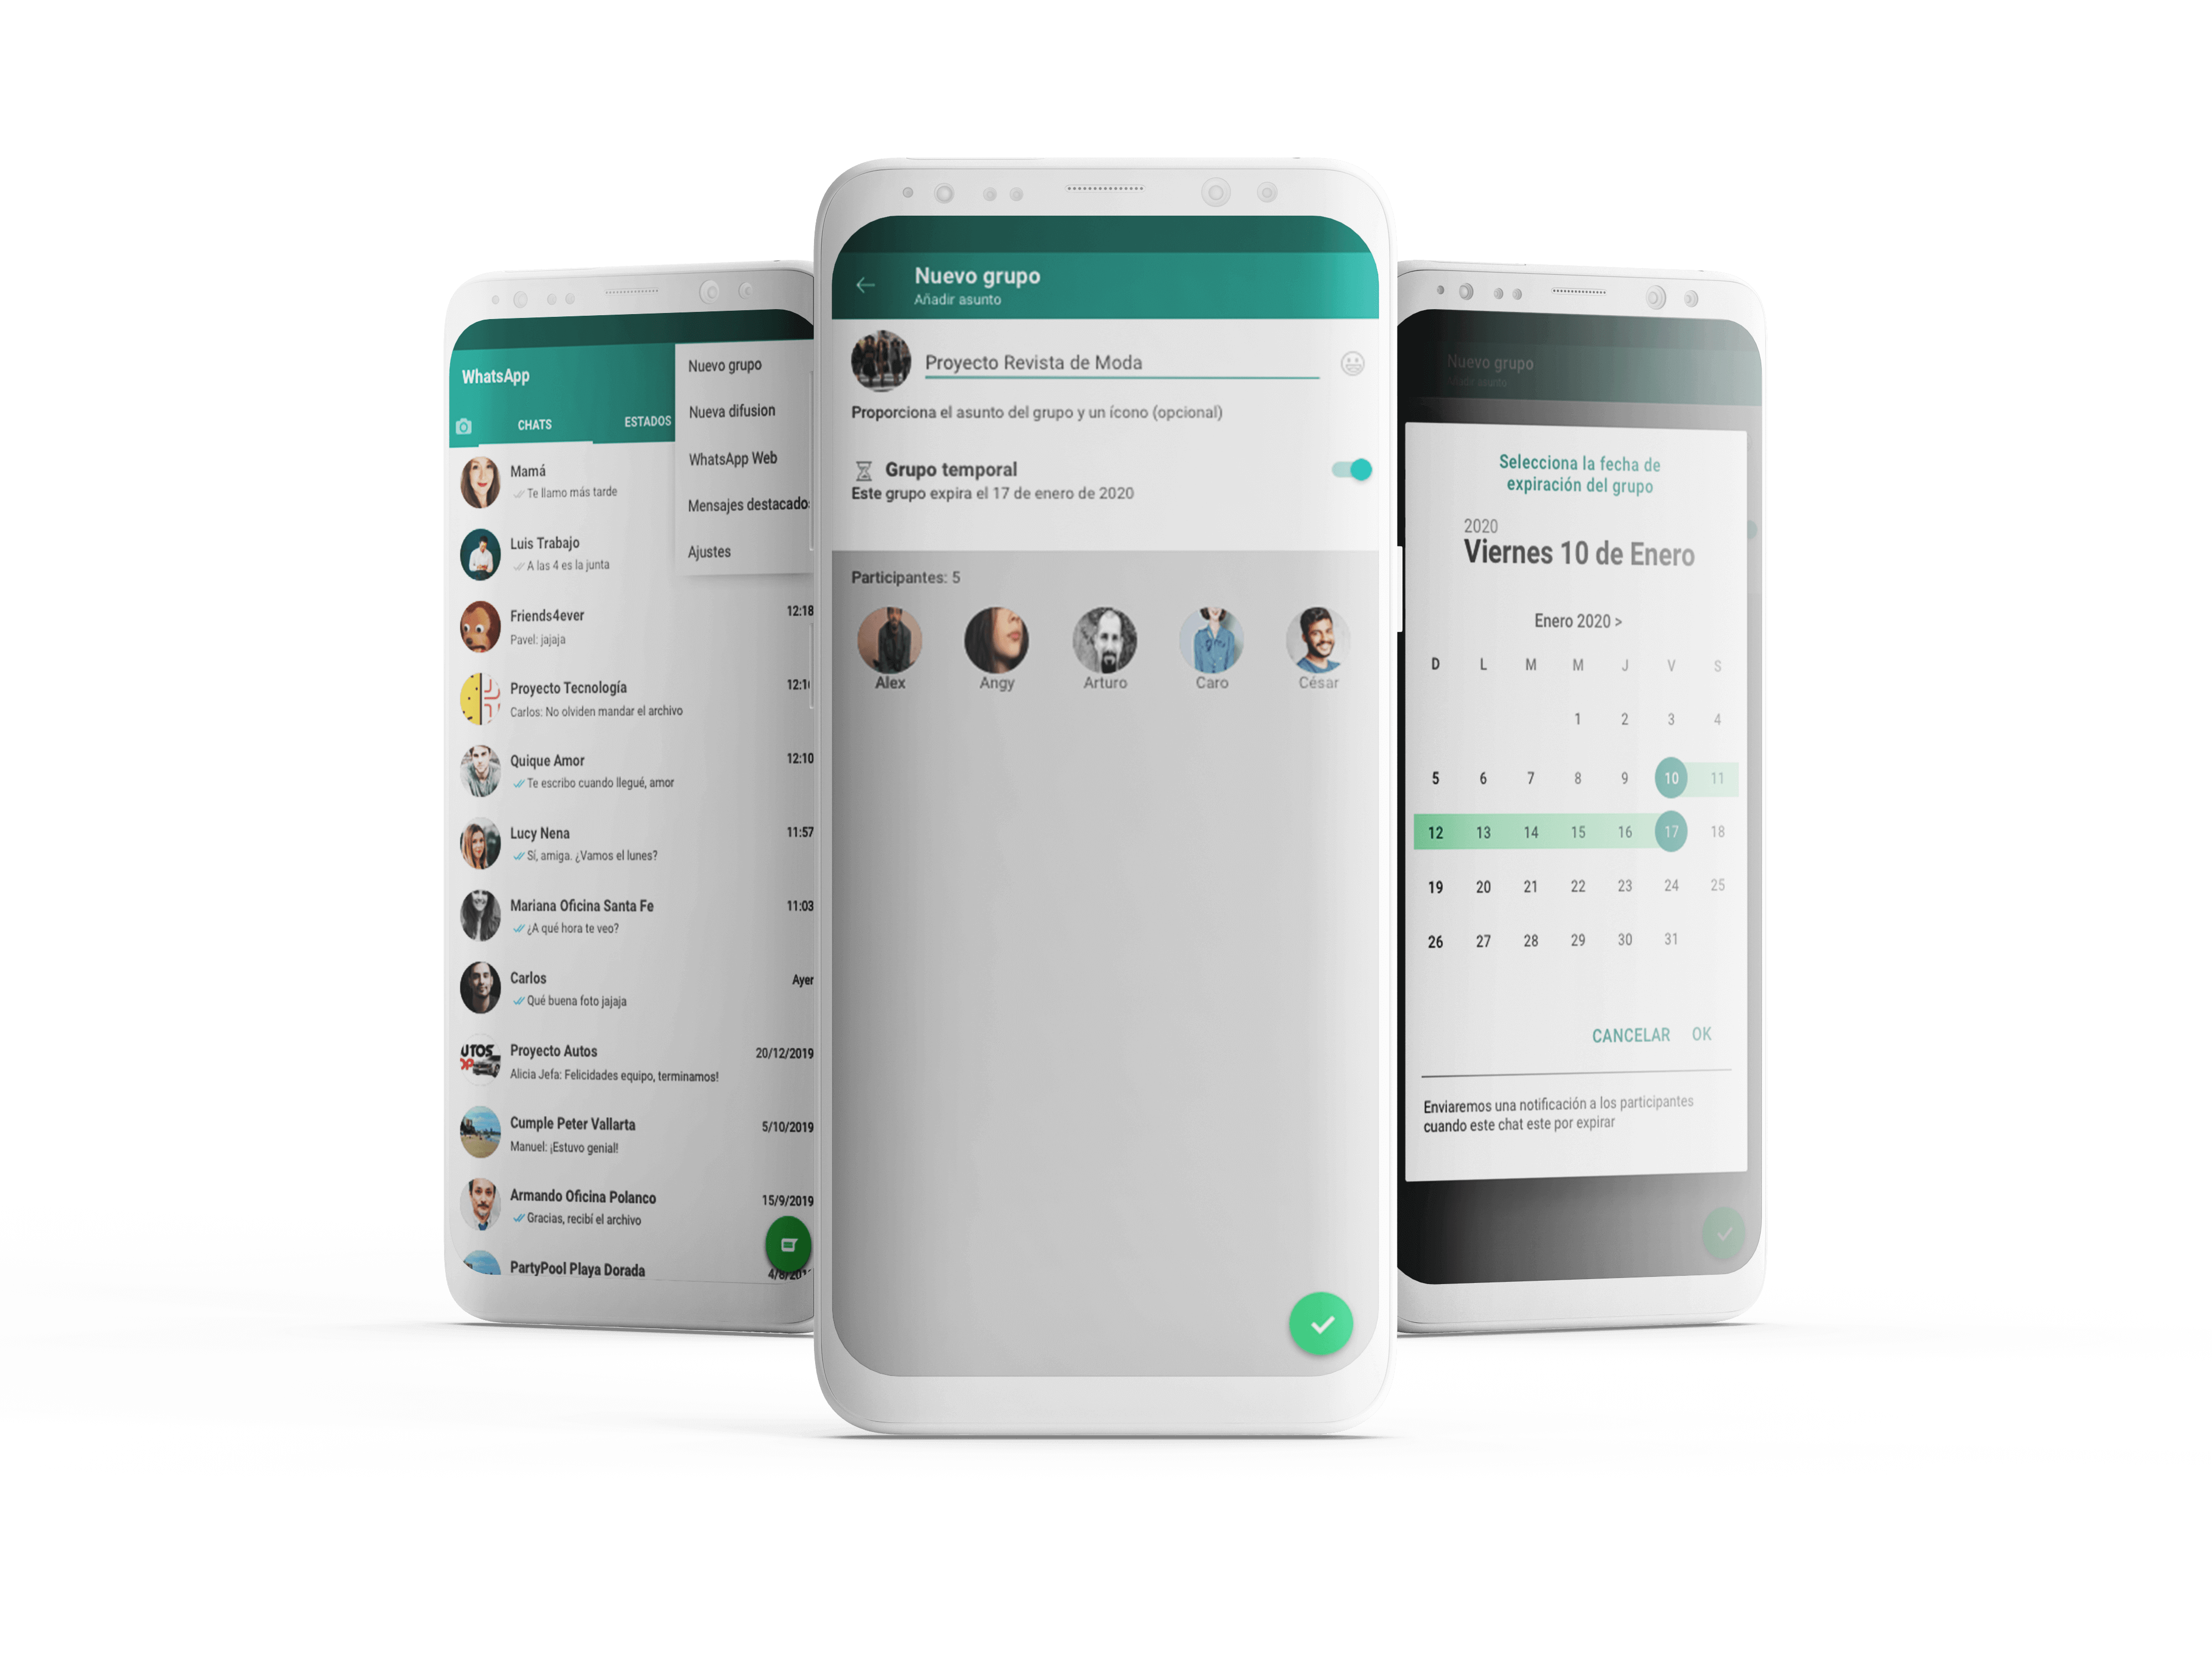 WhatsApp
CHATS
ESTADOS
Nuevo grupo
Nueva difusion
WhatsApp Web
Mensajes destacados
Ajustes
Mamá
Te llamo más tarde
Luis Trabajo
A las 4 es la junta
Friends4ever 12:18
Pavel: jajaja
Proyecto Tecnología
Carlos: No olviden mandar el archivo
Quique Amor 12:10
Te escribo cuando llegué, amor
Lucy Nena 11:57
Sí, amiga. ¿Vamos el lunes?
Mariana Oficina Santa Fe 11:03
¿A qué hora te veo?
Carlos Ayer
Qué buena foto jajaja
UTOS
OP
Proyecto Autos 20/12/2019
Alicia Jefa: Felicidades equipo, terminamos!
Cumple Peter Vallarta 5/10/2019
Manuel: ¡Estuvo genial!
Armando Oficina Polanco 15/9/2019
Gracias, recibí el archivo
PartyPool Playa Dorada
Nuevo grupo
Añadir asunto
Proyecto Revista de Moda
Proporciona el asunto del grupo y un ícono (opcional)
Grupo temporal
Este grupo expira el 17 de enero de 2020
Participantes: 5
Alex Angy Arturo Caro César
Nuevo grupo
Añadir asunto
Selecciona la fecha de
expiración del grupo
2020
Viernes 10 de Enero
Enero 2020 >
D L M M J V S
1 2 3 4
5 6 7 8 9 10 11
12 13 14 15 16 17 18
19 20 21 22 23 24 25
26 27 28 29 30 31
CANCELAR OK
Enviaremos una notificación a los participantes
cuando este chat este por expirar